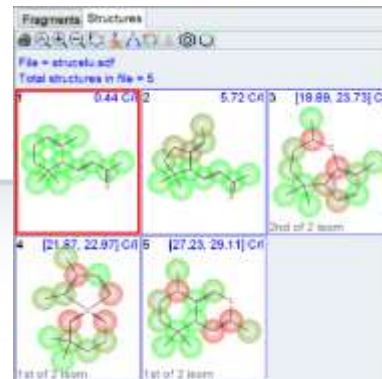 Fragments Structures
File = strucelu.sdf
Total structures in file = 5
1 0.44 C/
2 5.72 C/
3 [19.89, 23.73] C/
2nd of 2 isom
4 [21.87, 22.97] C/
1st of 2 isom
5 [27.23, 29.11] C/
1st of 2 isom